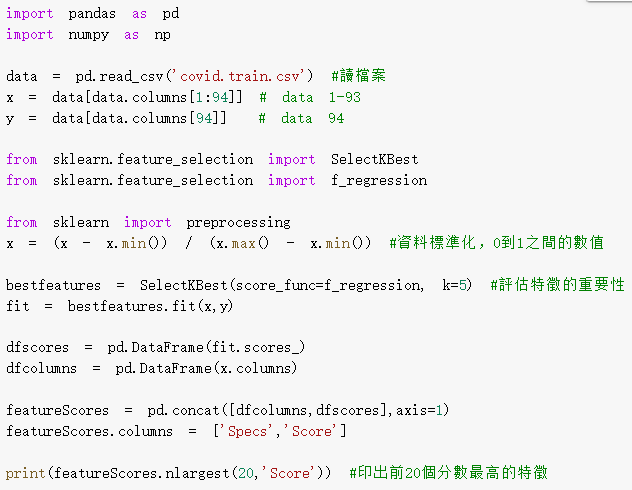 import pandas as pd
import numpy as np
data = pd.read_csv('covid.train.csv') #讀檔案
x = data[data.columns[1:94]] # data 1-93
y = data[data.columns[94]] # data 94
from sklearn.feature_selection import SelectKBest
from sklearn.feature_selection import f_regression
from sklearn import preprocessing
x = (x - x.min()) / (x.max() - x.min()) #資料標準化，0到1之間的數值
bestfeatures = SelectKBest(score_func=f_regression, k=5) #評估特徵的重要性
fit = bestfeatures.fit(x,y)
dfscores = pd.DataFrame(fit.scores_)
dfcolumns = pd.DataFrame(x.columns)
featureScores = pd.concat([dfcolumns,dfscores],axis=1)
featureScores.columns = ['Specs','Score']
print(featureScores.nlargest(20,'Score')) #印出前20個分數最高的特徵